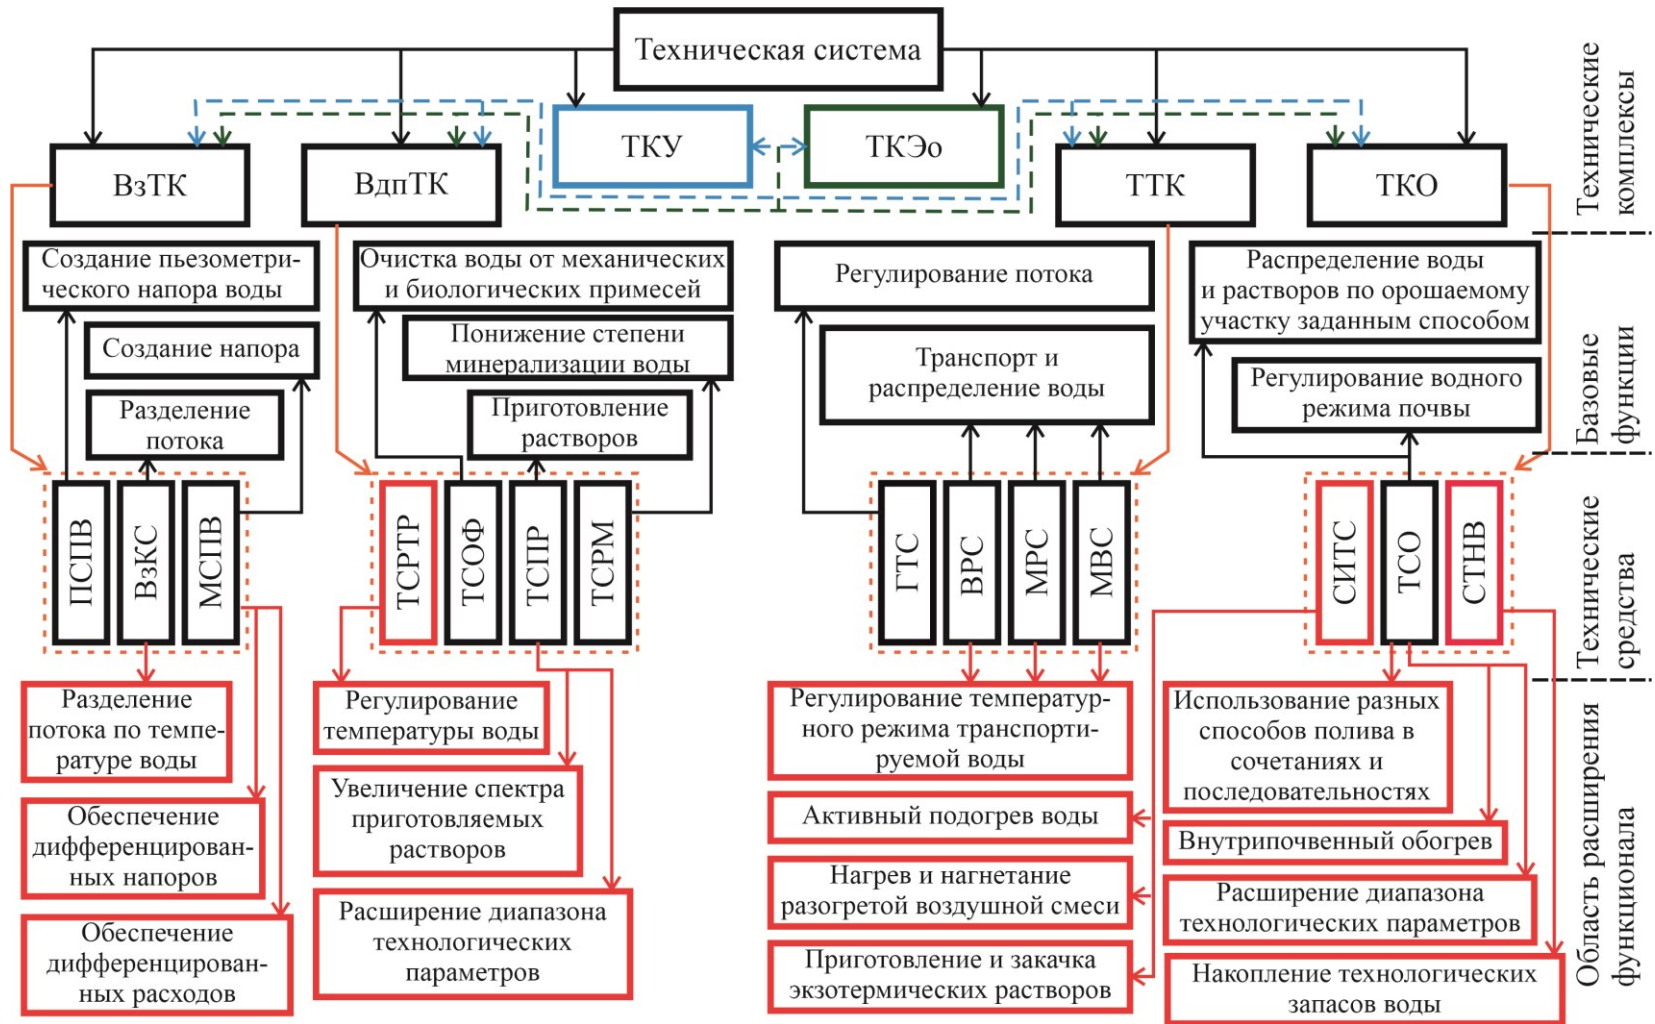 Техническая система
ТКУ
ТКЭо
ВзТК
ВдпТК
ТТК
ТКО
Технические
комплексы
Создание пьезометри-
ческого напора воды
Создание напора
Разделение
потока
Очистка воды от механических
и биологических примесей
Понижение степени
минерализации воды
Приготовление
растворов
Регулирование потока
Транспорт и
распределение воды
Распределение воды
и растворов по орошаемому
участку заданным способом
Регулирование водного
режима почвы
Базовые
функции
ПСПВ
ВзКС
МСПВ
ТСРТР
ТСОФ
ТСПР
ТСРМ
ГТС
ВРС
МРС
МВС
СИТС
ТСО
СТНВ
Технические
средства
Разделение
потока по темпе-
ратуре воды
Обеспечение
дифференцирован-
ных напоров
Обеспечение
дифференцирован-
ных расходов
Регулирование
температуры воды
Увеличение спектра
приготовляемых
растворов
Расширение диапазона
технологических
параметров
Регулирование температур-
ного режима транспорти-
руемой воды
Активный подогрев воды
Нагрев и нагнетание
разогретой воздушной смеси
Приготовление и закачка
экзотермических растворов
Использование разных
способов полива в
сочетаниях и
последовательностях
Внутрипочвенный обогрев
Расширение диапазона
технологических параметров
Накопление технологических
запасов воды
Область расширения
функционала